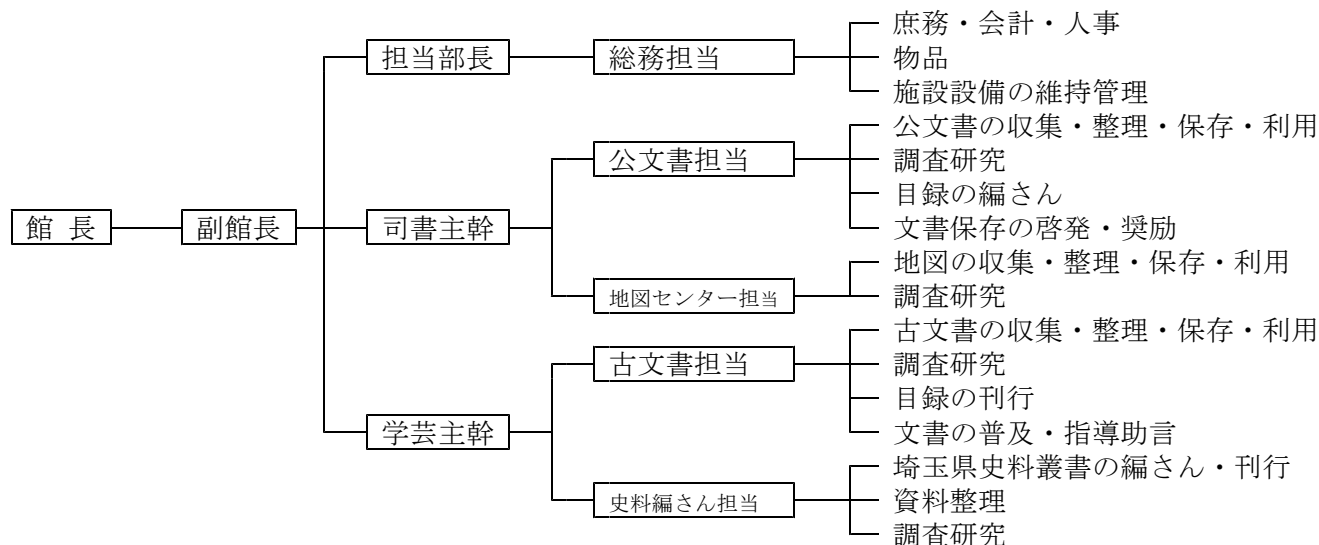 庶務・会計・人事
担当部長 総務担当 物品
施設設備の維持管理
公文書の収集・整理・保存・利用
公文書担当 調査研究
目録の編さん
館 長 副館長 司書主幹 文書保存の啓発・奨励
地図の収集・整理・保存・利用
地図センター担当 調査研究
古文書の収集・整理・保存・利用
古文書担当 調査研究
目録の刊行
学芸主幹 文書の普及・指導助言
埼玉県史料叢書の編さん・刊行
史料編さん担当 資料整理
調査研究